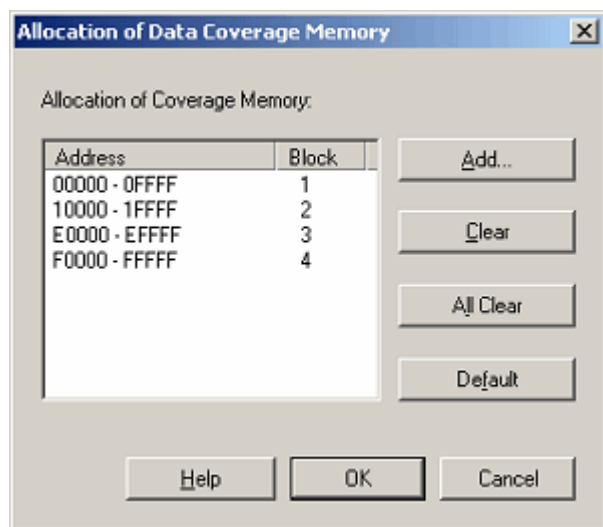 Allocation of Data Coverage Memory
Allocation of Coverage Memory:
Address Block
00000 - 0FFFF 1
10000 - 1FFFF 2
E0000 - EFFFF 3
F0000 - FFFFF 4
Add...
Clear
All Clear
Default
Help OK Cancel